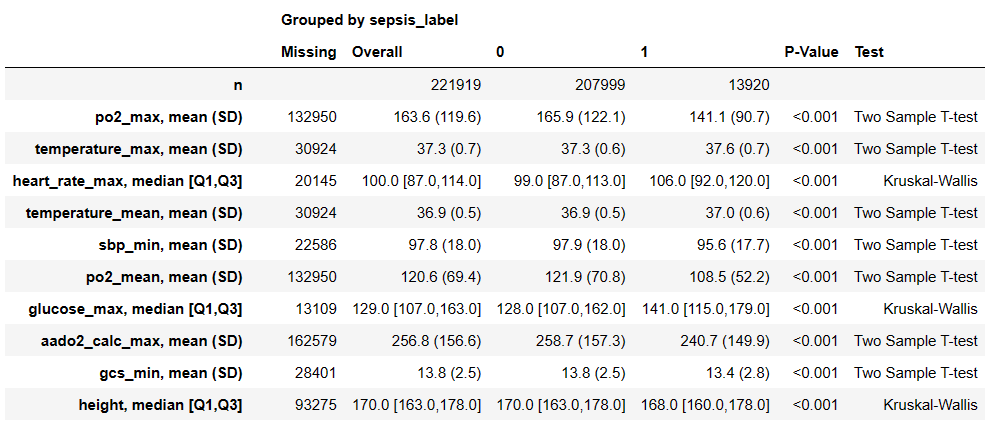 Grouped by sepsis_label
Missing Overall 0 1 P-Value Test
n 221919 207999 13920
po2_max, mean (SD) 132950 163.6 (119.6) 165.9 (122.1) 141.1 (90.7) <0.001 Two Sample T-test
temperature_max, mean (SD) 30924 37.3 (0.7) 37.3 (0.6) 37.6 (0.7) <0.001 Two Sample T-test
heart_rate_max, median [Q1,Q3] 20145 100.0 [87.0,114.0] 99.0 [87.0,113.0] 106.0 [92.0,120.0] <0.001 Kruskal-Wallis
temperature_mean, mean (SD) 30924 36.9 (0.5) 36.9 (0.5) 37.0 (0.6) <0.001 Two Sample T-test
sbp_min, mean (SD) 22586 97.8 (18.0) 97.9 (18.0) 95.6 (17.7) <0.001 Two Sample T-test
po2_mean, mean (SD) 132950 120.6 (69.4) 121.9 (70.8) 108.5 (52.2) <0.001 Two Sample T-test
glucose_max, median [Q1,Q3] 13109 129.0 [107.0,163.0] 128.0 [107.0,162.0] 141.0 [115.0,179.0] <0.001 Kruskal-Wallis
aado2_calc_max, mean (SD) 162579 256.8 (156.6) 258.7 (157.3) 240.7 (149.9) <0.001 Two Sample T-test
gcs_min, mean (SD) 28401 13.8 (2.5) 13.8 (2.5) 13.4 (2.8) <0.001 Two Sample T-test
height, median [Q1,Q3] 93275 170.0 [163.0,178.0] 170.0 [163.0,178.0] 168.0 [160.0,178.0] <0.001 Kruskal-Wallis